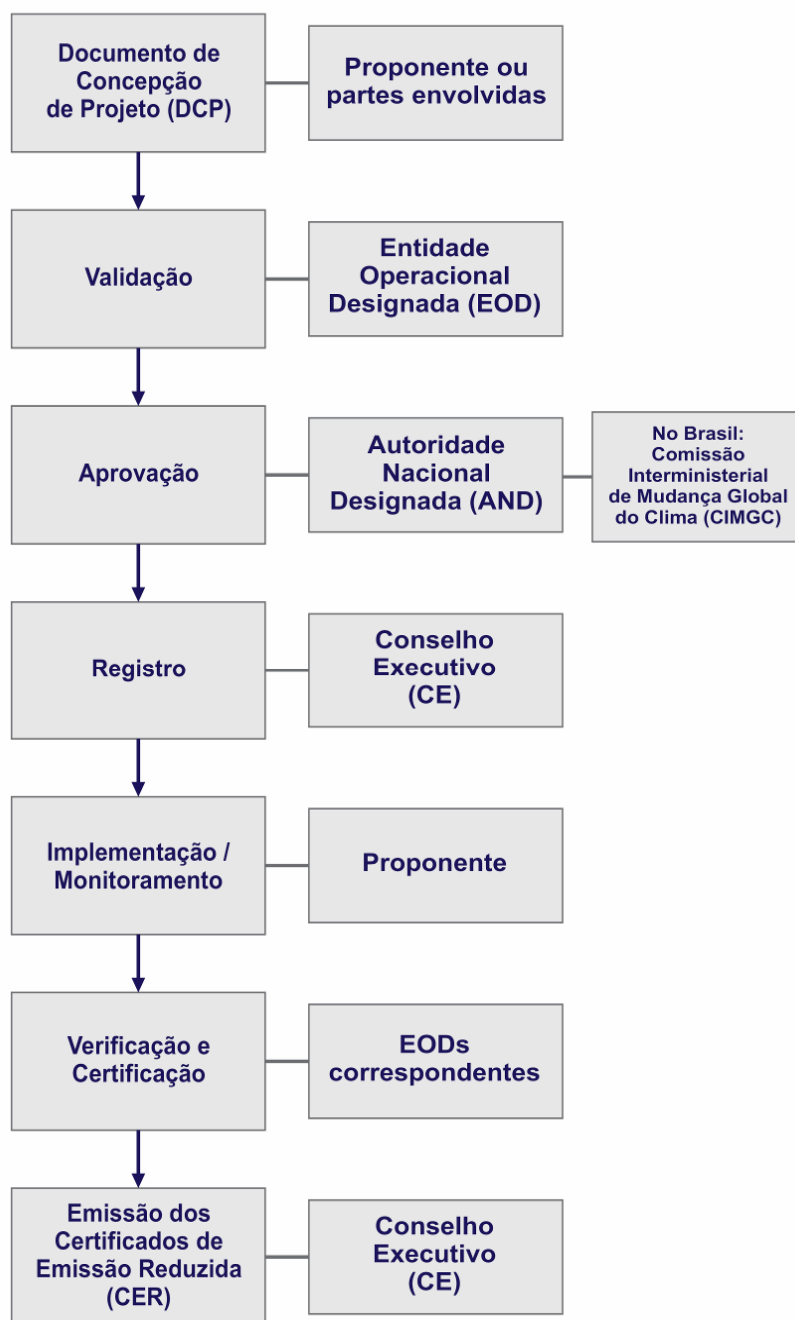 Documento de
Concepção
de Projeto (DCP)
Proponente ou
partes envolvidas
Validação
Entidade
Operacional
Designada (EOD)
Aprovação
Autoridade
Nacional
Designada (AND)
No Brasil:
Comissão
Interministerial
de Mudança Global
do Clima (CIMGC)
Registro
Conselho
Executivo
(CE)
Implementação /
Monitoramento
Proponente
Verificação e
Certificação
EODs
correspondentes
Emissão dos
Certificados de
Emissão Reduzida
(CER)
Conselho
Executivo
(CE)